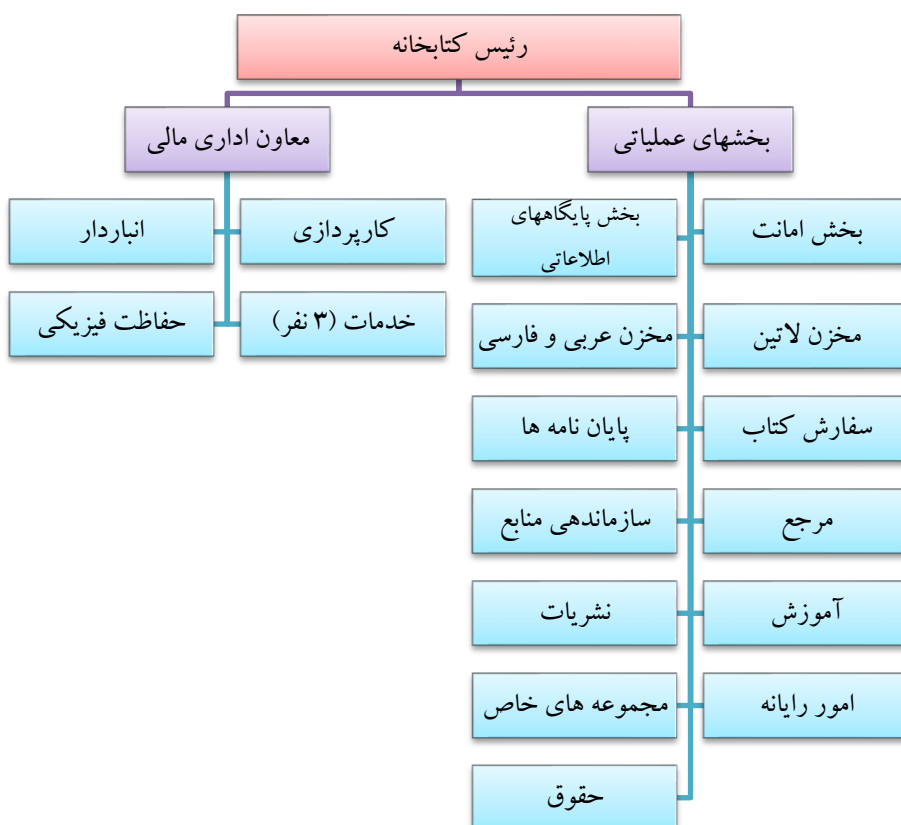 رئیس کتابخانه
بخشهای عملیاتی
معاون اداری مالی
بخش امانت
بخش پایگاههای
اطلاعاتی
کارپردازی
انباردار
مخزن لاتین
مخزن عربی و فارسی
خدمات (۳ نفر)
حفاظت فیزیکی
سفارش کتاب
پایان نامه ها
مرجع
سازماندهی منابع
آموزش
نشریات
امور رایانه
مجموعه های خاص
حقوق